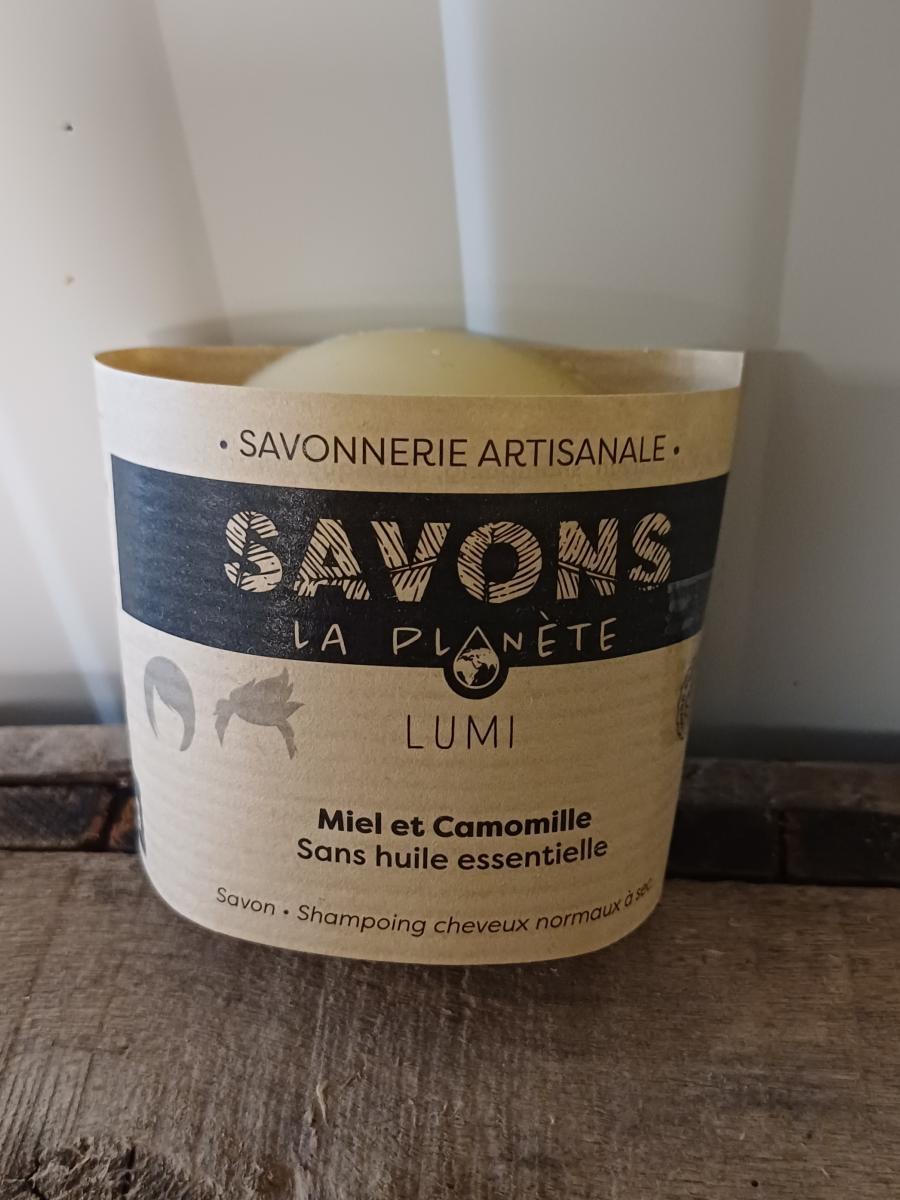 • SAVONNERIE ARTISANALE •
SAVONS
LA PLANÈTE
LUMI
Miel et Camomille
Sans huile essentielle
Savon • Shampoing cheveux normaux à sec